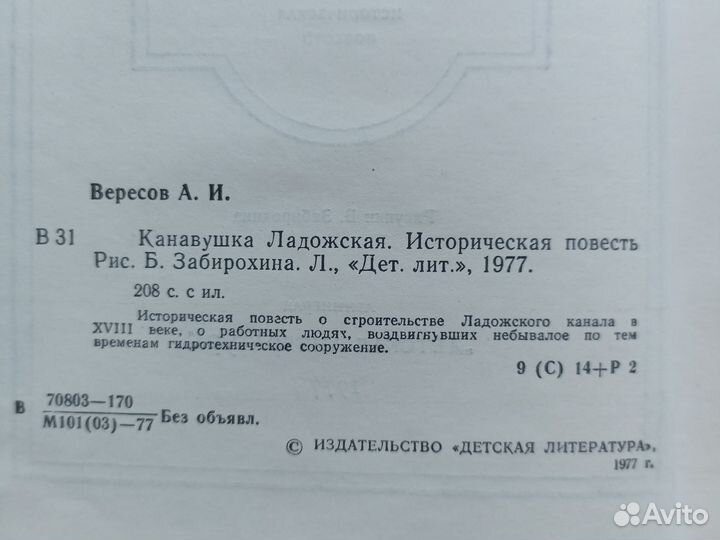 Вересов А. И.
В 31 Канавушка Ладожская. Историческая повесть
Рис. Б. Забирохина. Л., «Дет. лит.», 1977.
208 с. с ил.
Историческая повесть о строительстве Ладожского канала в
XVIII веке, о работных людях, воздвигнувших небывалое по тем
временам гидротехническое сооружение.
9 (С) 14+Р 2
В 70803—170
М101(03)—77 Без объявл.
© ИЗДАТЕЛЬСТВО «ДЕТСКАЯ ЛИТЕРАТУРА»,
1977 г.
Avito